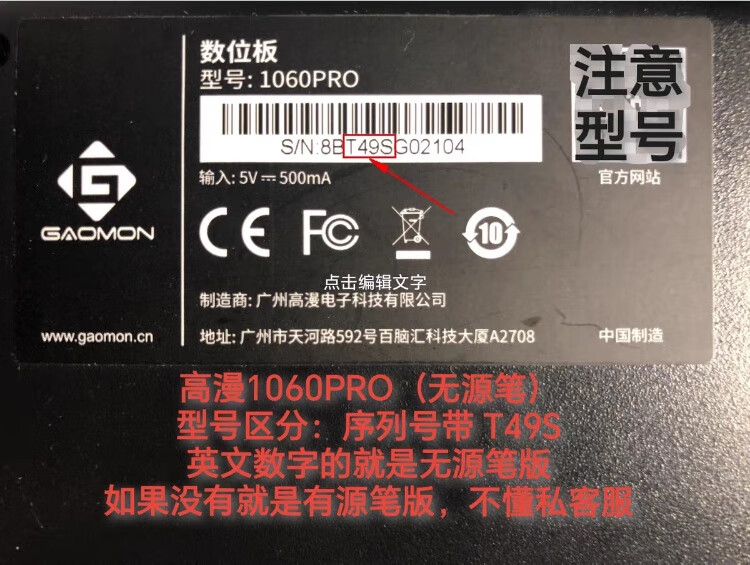 数位板
型号: 1060PRO
注意
型号
S/N:8BT49SG02104
输入: 5V⎓500mA
官方网站
GAOMON
CE FC 10
点击编辑文字
制造商: 广州高漫电子科技有限公司
www.gaomon.cn
地址: 广州市天河路592号百脑汇科技大厦A2708
中国制造
高漫1060PRO（无源笔）
型号区分：序列号带 T49S
英文数字的就是无源笔版
如果没有就是有源笔版，不懂私客服